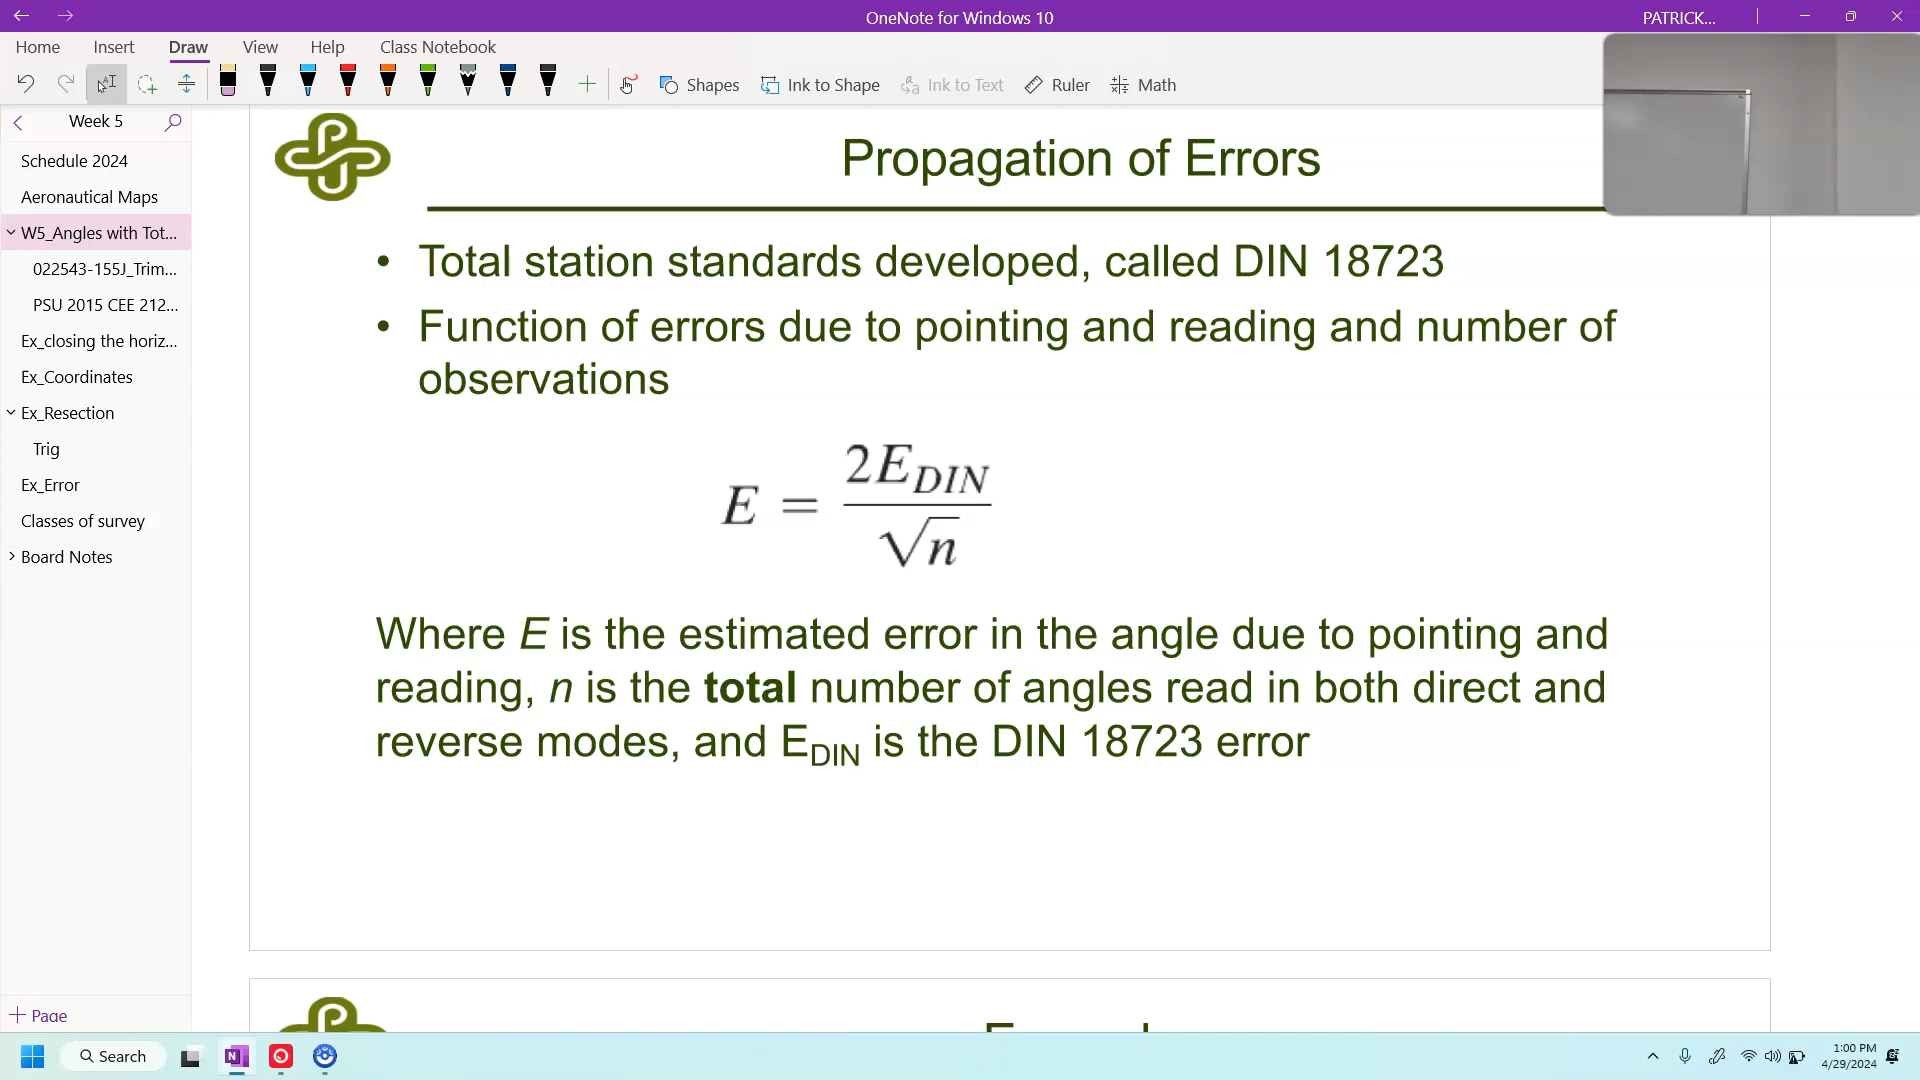 OneNote for Windows 10
PATRICK...
Home Insert Draw View Help Class Notebook
Shapes Ink to Shape Ink to Text Ruler Math
Week 5
Schedule 2024
Aeronautical Maps
W5_Angles with Tot...
022543-155J_Trim...
PSU 2015 CEE 212...
Ex_closing the horiz...
Ex_Coordinates
Ex_Resection
Trig
Ex_Error
Classes of survey
Board Notes
+ Page
Propagation of Errors
• Total station standards developed, called DIN 18723
• Function of errors due to pointing and reading and number of
observations
E = 2E_DIN / √n
Where E is the estimated error in the angle due to pointing and
reading, n is the total number of angles read in both direct and
reverse modes, and E_DIN is the DIN 18723 error
Search
1:00 PM
4/29/2024